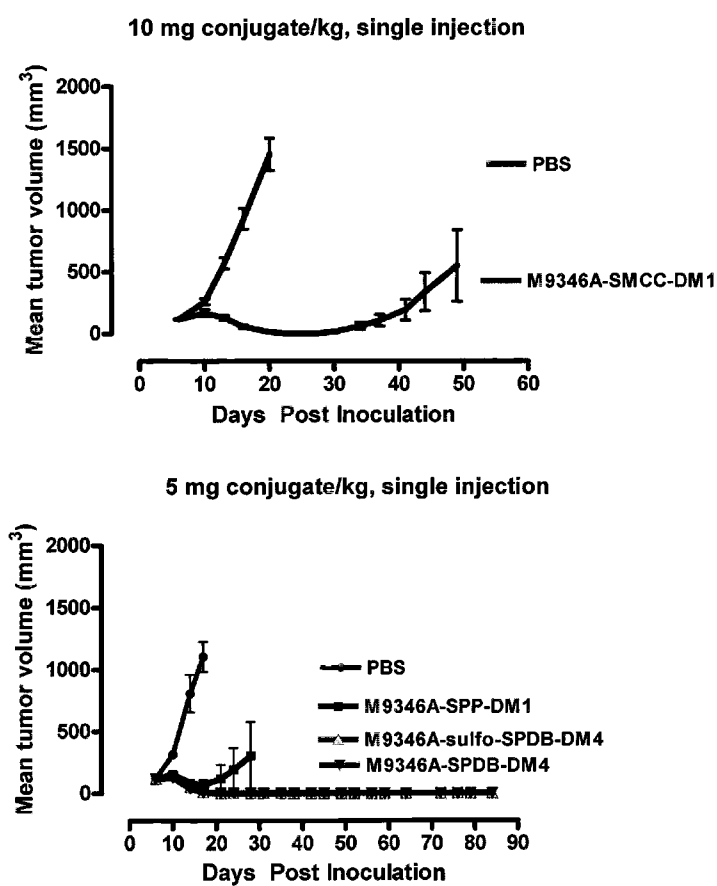 10 mg conjugate/kg, single injection
Mean tumor volume (mm3)
2000
1500
1000
500
0
PBS
M9346A-SMCC-DM1
0 10 20 30 40 50 60
Days Post Inoculation
5 mg conjugate/kg, single injection
Mean tumor volume (mm3)
2000
1500
1000
500
0
PBS
M9346A-SPP-DM1
M9346A-sulfo-SPDB-DM4
M9346A-SPDB-DM4
0 10 20 30 40 50 60 70 80 90
Days Post Inoculation